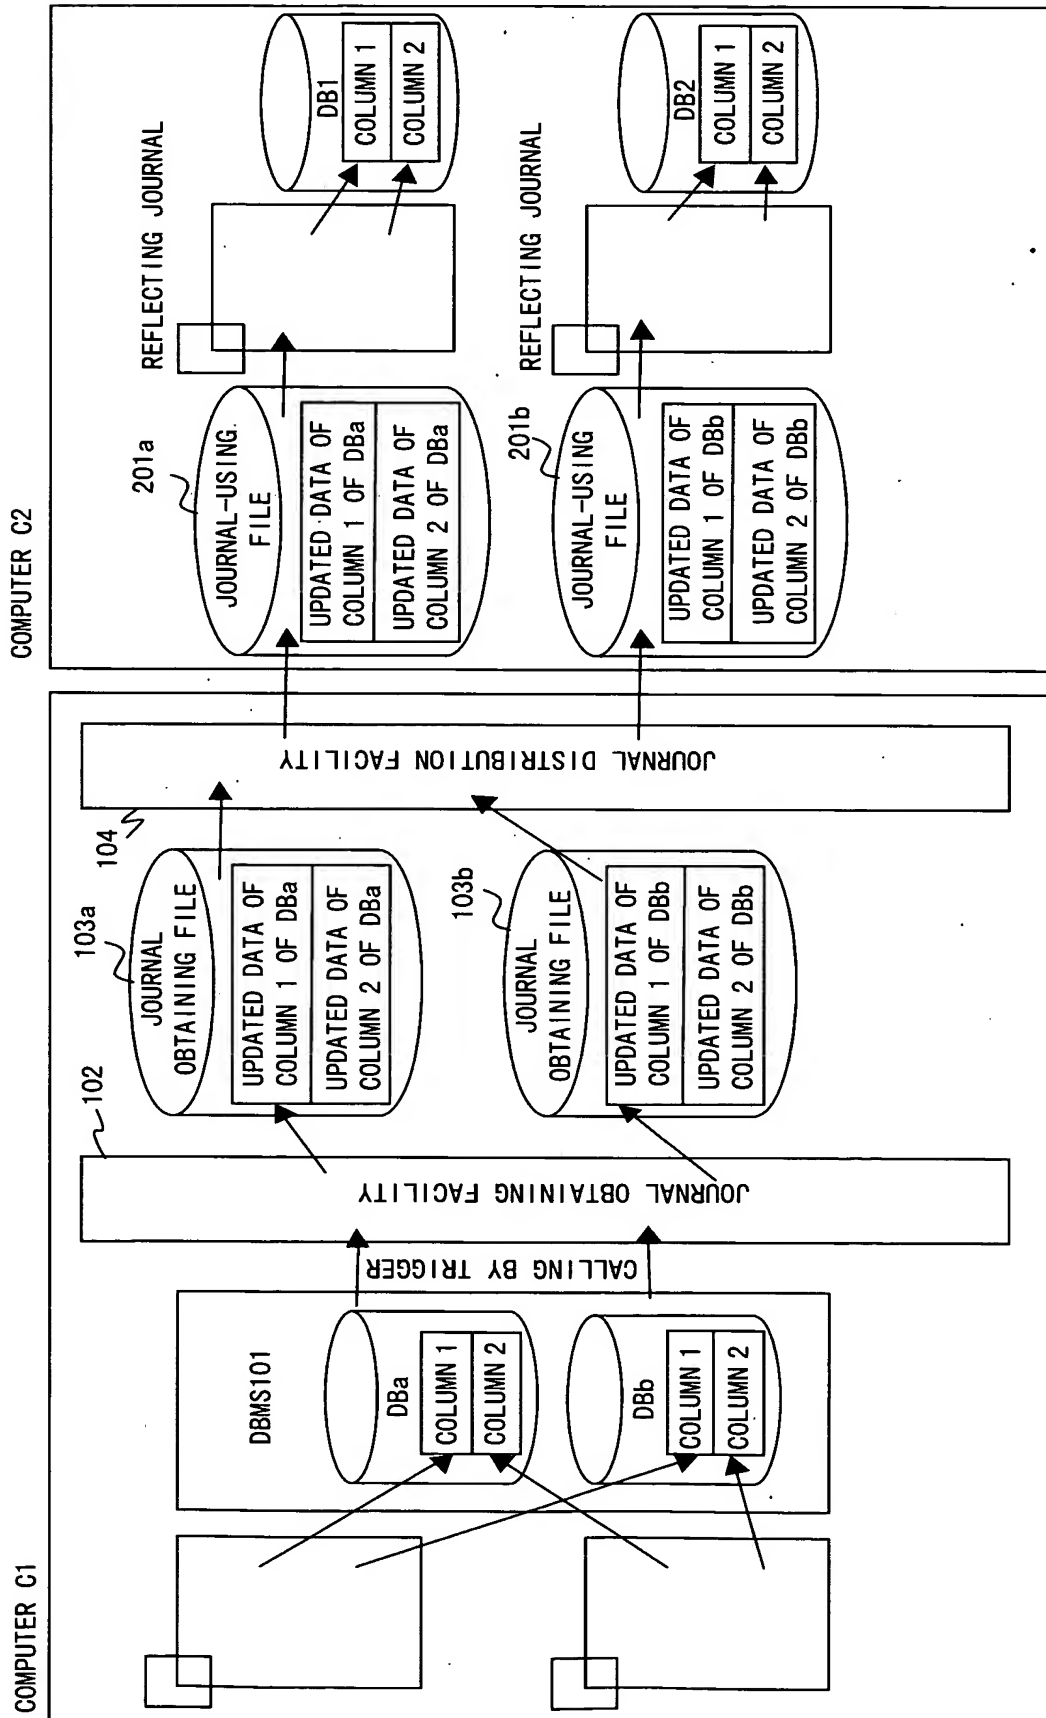 COMPUTER C1
DBMS101
DBa
COLUMN 1
COLUMN 2
DBb
COLUMN 1
COLUMN 2
CALLING BY TRIGGER
102
JOURNAL OBTAINING FACILITY
103a
JOURNAL
OBTAINING FILE
UPDATED DATA OF
COLUMN 1 OF DBa
UPDATED DATA OF
COLUMN 2 OF DBa
103b
JOURNAL
OBTAINING FILE
UPDATED DATA OF
COLUMN 1 OF DBb
UPDATED DATA OF
COLUMN 2 OF DBb
104
JOURNAL DISTRIBUTION FACILITY
COMPUTER C2
201a
JOURNAL-USING
FILE
UPDATED DATA OF
COLUMN 1 OF DBa
UPDATED DATA OF
COLUMN 2 OF DBa
201b
JOURNAL-USING
FILE
UPDATED DATA OF
COLUMN 1 OF DBb
UPDATED DATA OF
COLUMN 2 OF DBb
REFLECTING JOURNAL
DB1
COLUMN 1
COLUMN 2
REFLECTING JOURNAL
DB2
COLUMN 1
COLUMN 2